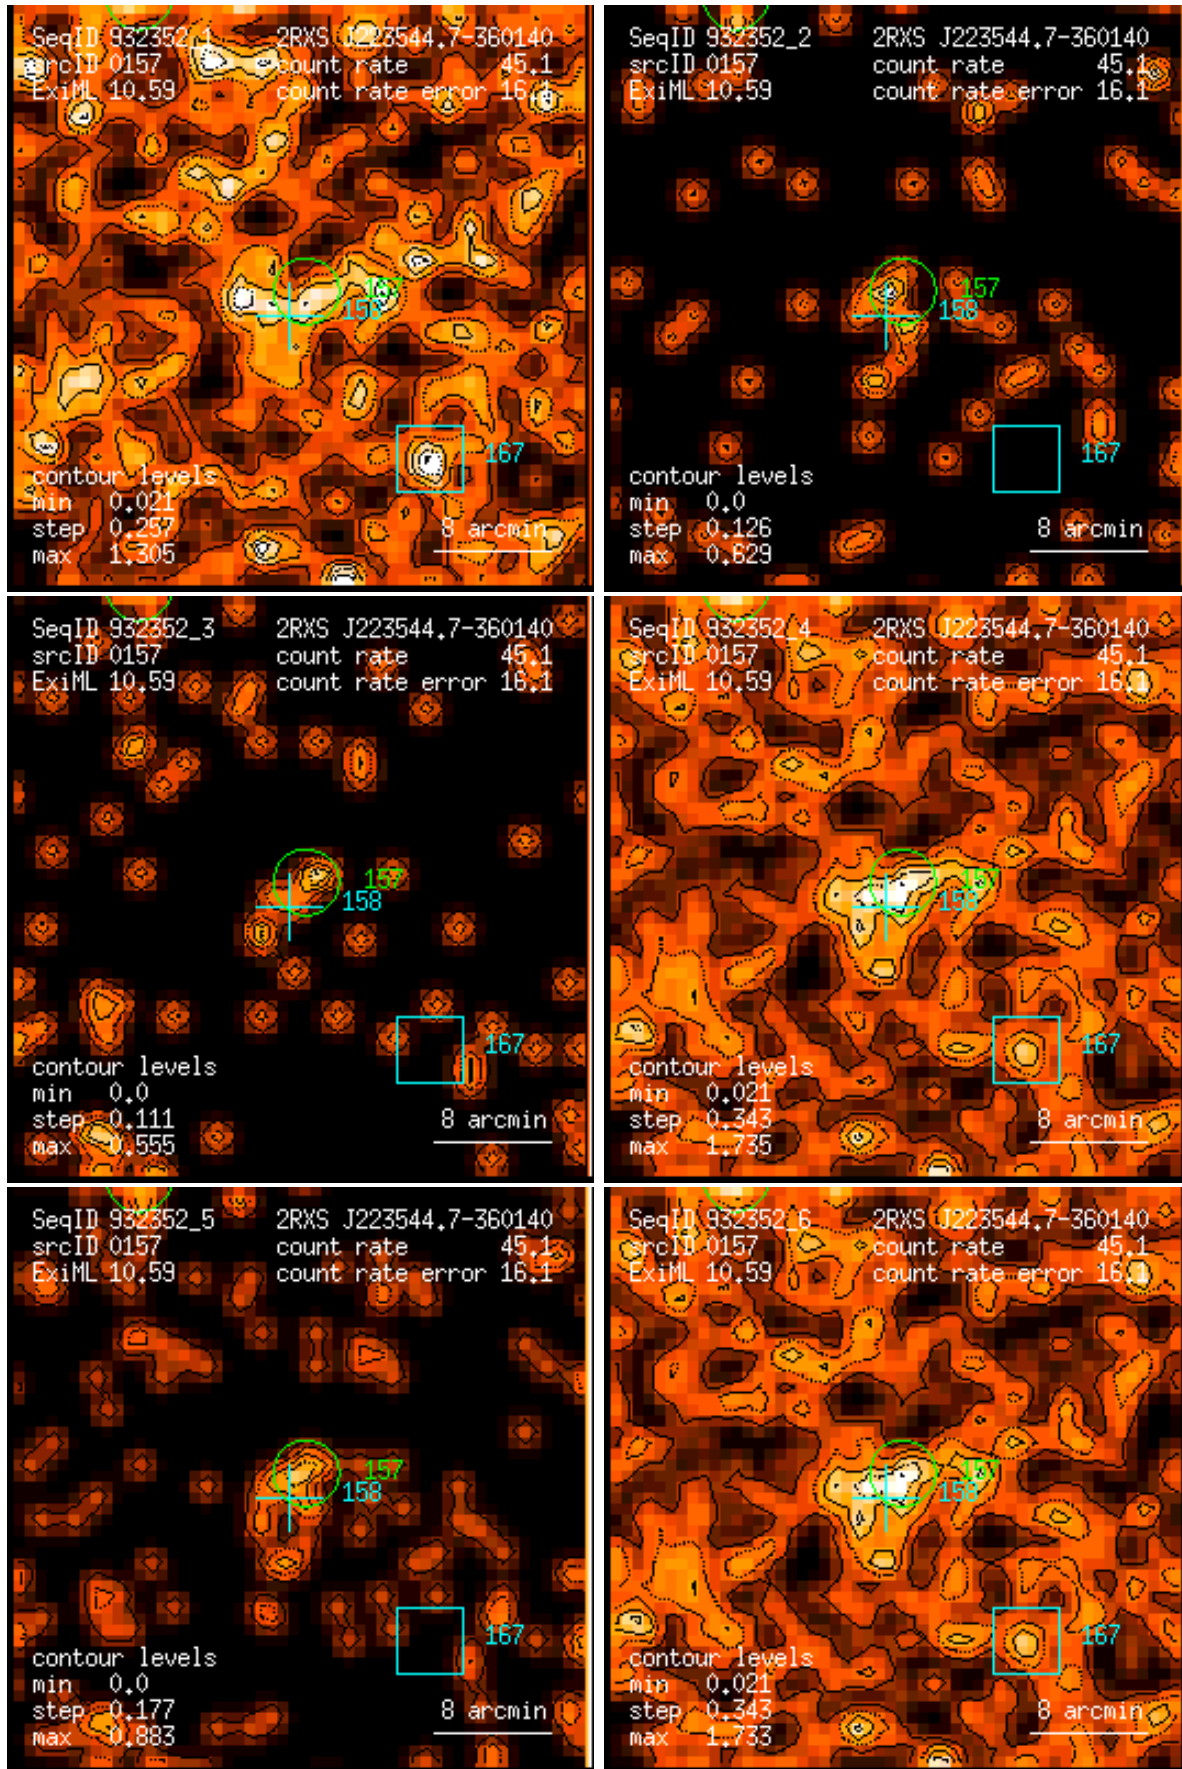 SeqID 932352_1 2RXS J223544.7-360140
srcID 0157 count rate 45.1
ExiML 10.59 count rate error 16.1
157
158
167
contour levels
min 0.021
step 0.257
max 1.305
8 arcmin
SeqID 932352_2 2RXS J223544.7-360140
srcID 0157 count rate 45.1
ExiML 10.59 count rate error 16.1
157
158
167
contour levels
min 0.0
step 0.126
max 0.629
8 arcmin
SeqID 932352_3 2RXS J223544.7-360140
srcID 0157 count rate 45.1
ExiML 10.59 count rate error 16.1
157
158
167
contour levels
min 0.0
step 0.111
max 0.555
8 arcmin
SeqID 932352_4 2RXS J223544.7-360140
srcID 0157 count rate 45.1
ExiML 10.59 count rate error 16.1
157
158
167
contour levels
min 0.021
step 0.343
max 1.735
8 arcmin
SeqID 932352_5 2RXS J223544.7-360140
srcID 0157 count rate 45.1
ExiML 10.59 count rate error 16.1
157
158
167
contour levels
min 0.0
step 0.177
max 0.883
8 arcmin
SeqID 932352_6 2RXS J223544.7-360140
srcID 0157 count rate 45.1
ExiML 10.59 count rate error 16.1
157
158
167
contour levels
min 0.021
step 0.343
max 1.733
8 arcmin